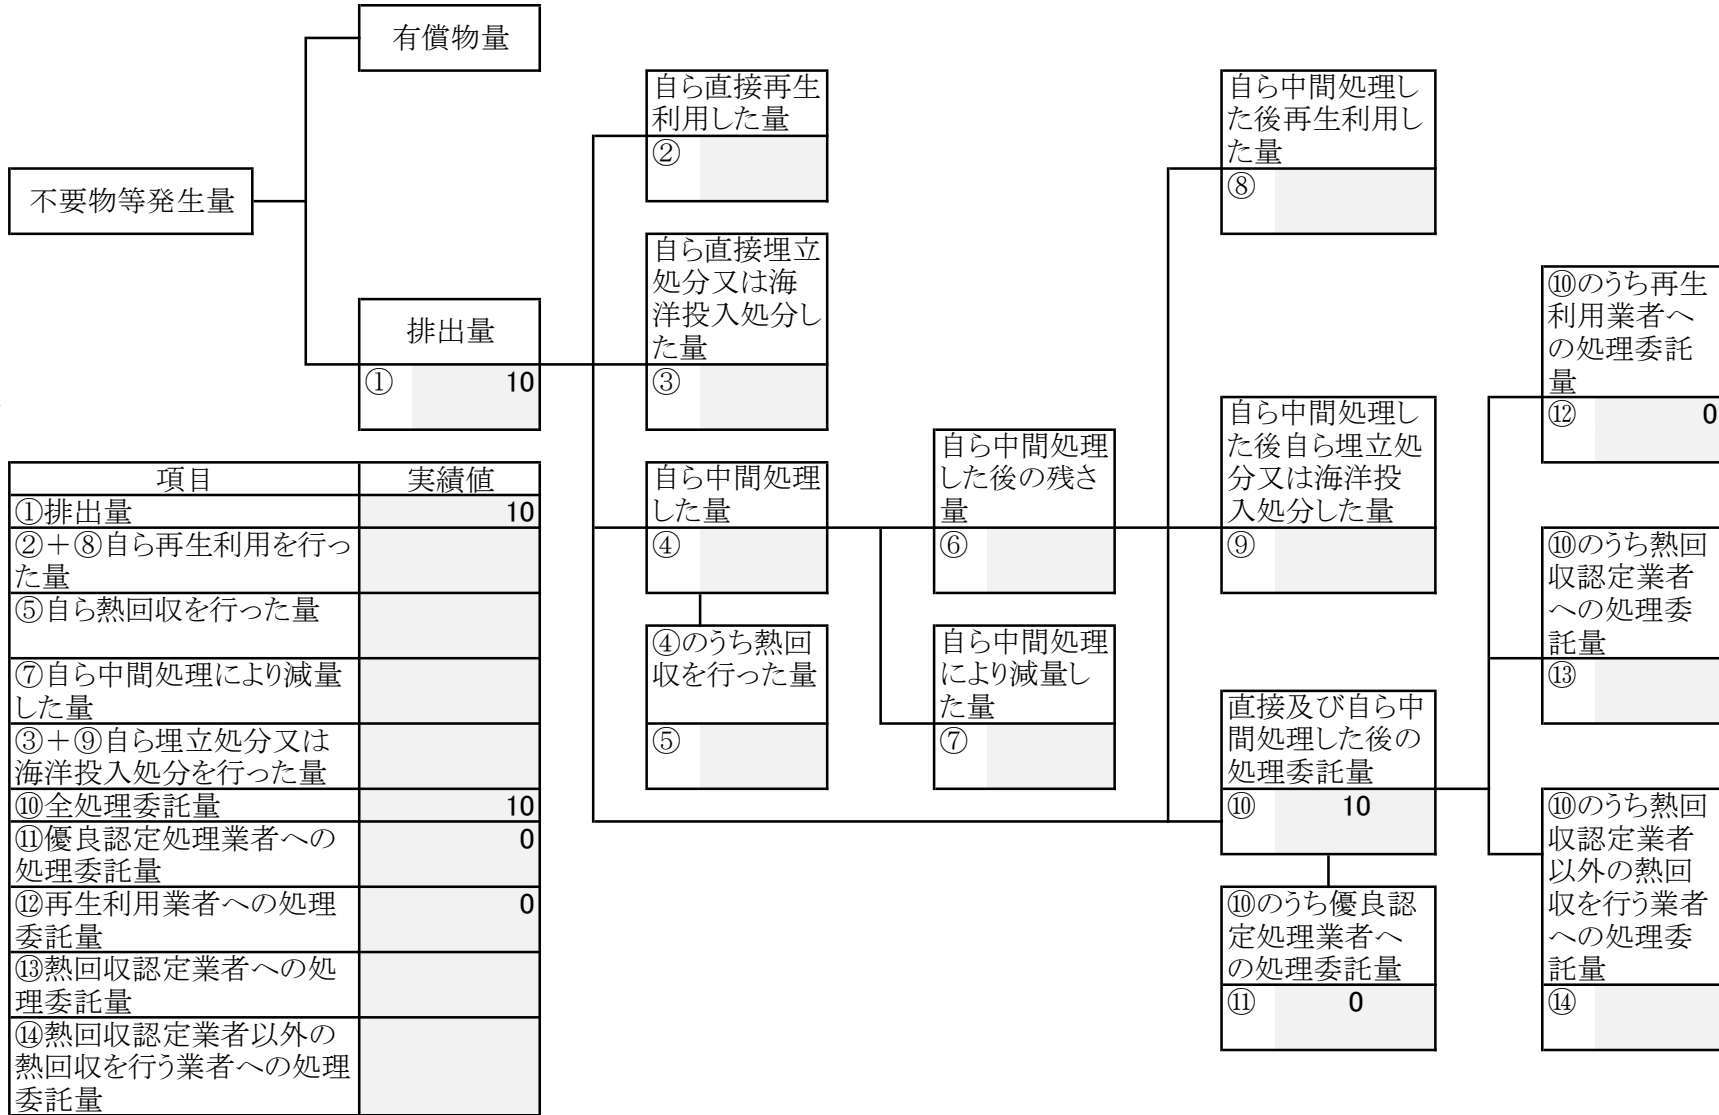 有償物量
不要物等発生量
排出量
① 10
自ら直接再生
利用した量
②
自ら直接埋立
処分又は海
洋投入処分し
た量
③
自ら中間処理
した量
④
④のうち熱回
収を行った量
⑤
自ら中間処理
した後の残さ
量
⑥
自ら中間処理
により減量し
た量
⑦
自ら中間処理し
た後再生利用し
た量
⑧
自ら中間処理し
た後自ら埋立処
分又は海洋投
入処分した量
⑨
直接及び自ら中
間処理した後の
処理委託量
⑩ 10
⑩のうち優良認
定処理業者へ
の処理委託量
⑪ 0
⑩のうち再生
利用業者へ
の処理委託
量
⑫ 0
⑩のうち熱回
収認定業者
への処理委
託量
⑬
⑩のうち熱回
収認定業者
以外の熱回
収を行う業者
への処理委
託量
⑭
項目 実績値
①排出量 10
②＋⑧自ら再生利用を行っ
た量
⑤自ら熱回収を行った量
⑦自ら中間処理により減量
した量
③＋⑨自ら埋立処分又は
海洋投入処分を行った量
⑩全処理委託量 10
⑪優良認定処理業者への 0
処理委託量
⑫再生利用業者への処理 0
委託量
⑬熱回収認定業者への処
理委託量
⑭熱回収認定業者以外の
熱回収を行う業者への処理
委託量